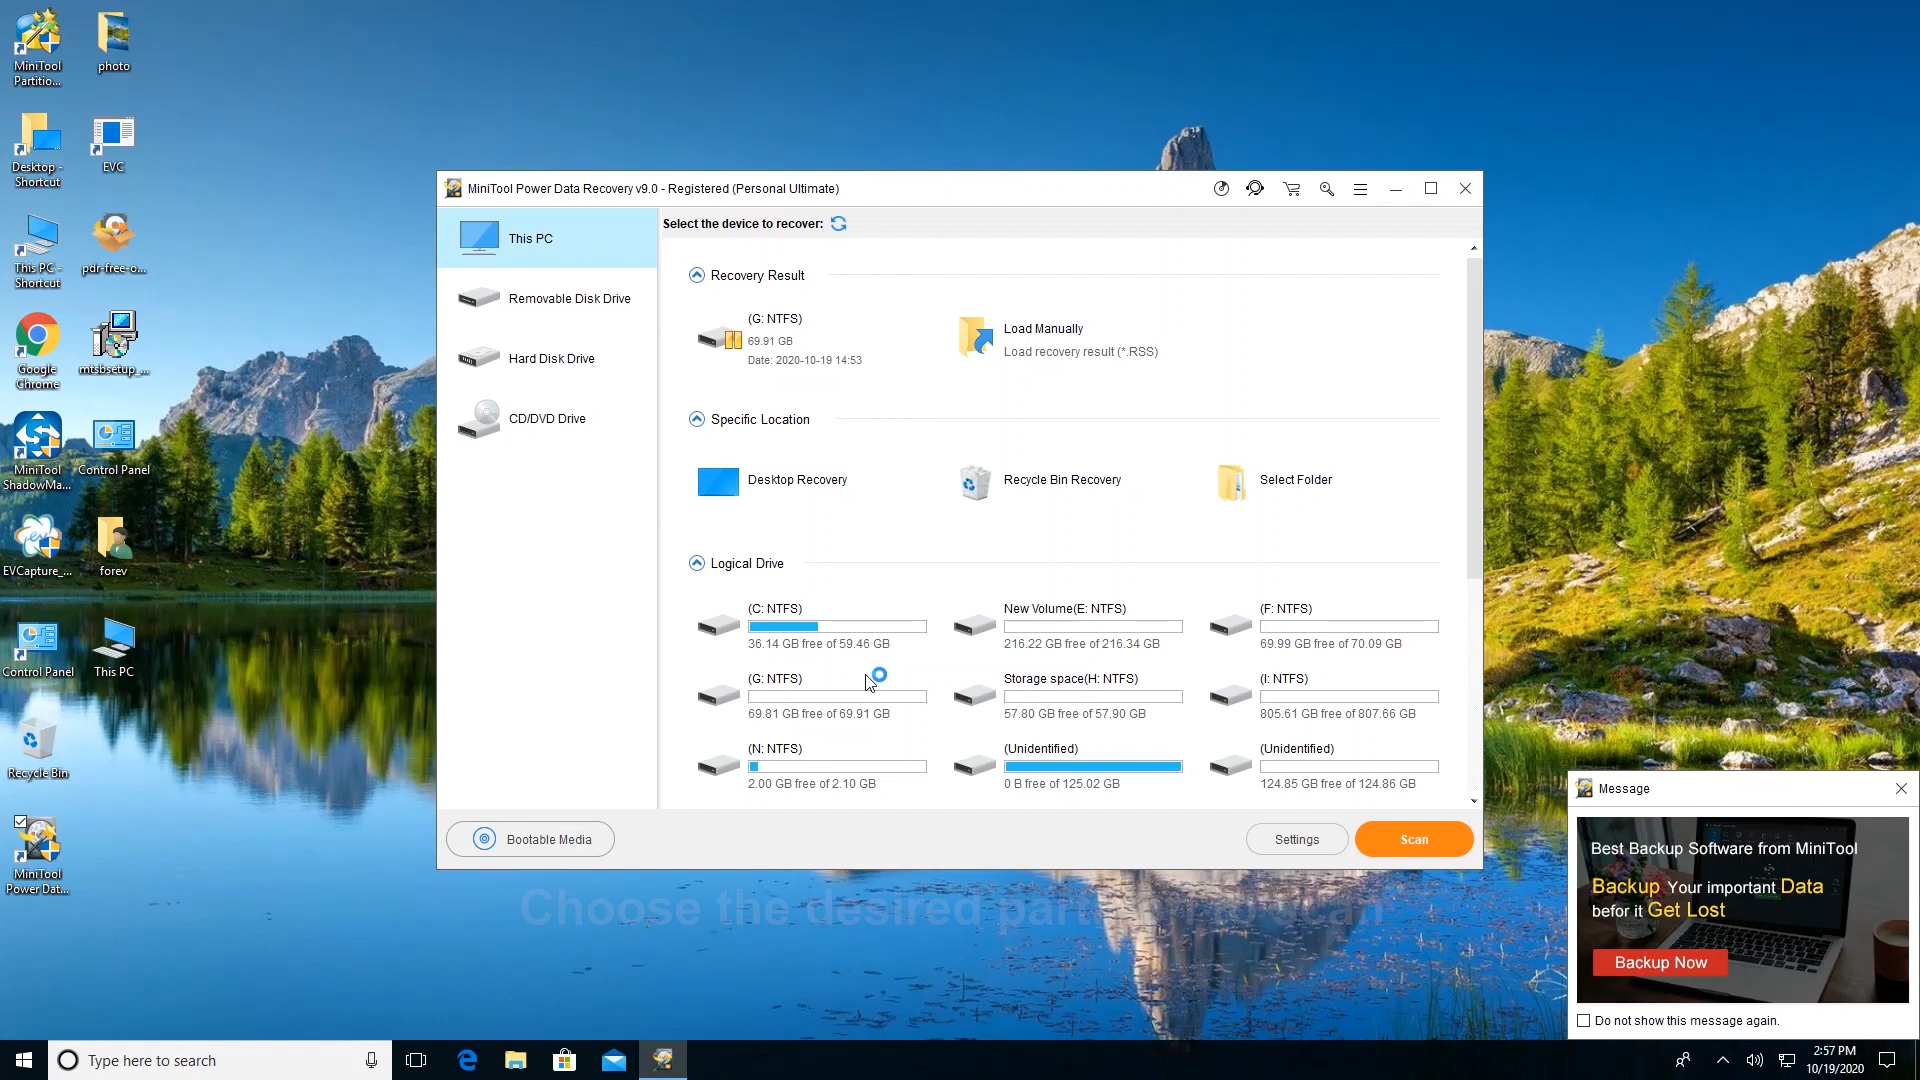 MiniTool
Partitio...
photo
Desktop -
Shortcut
EVC
This PC -
Shortcut
pdr-free-o...
Google
Chrome
mtsbsetup_...
MiniTool
ShadowMa...
Control Panel
EVCapture_...
forev
Control Panel
This PC
Recycle Bin
MiniTool
Power Dat...
MiniTool Power Data Recovery v9.0 - Registered (Personal Ultimate)
This PC
Removable Disk Drive
Hard Disk Drive
CD/DVD Drive
Select the device to recover:
Recovery Result
(G: NTFS)
69.91 GB
Date: 2020-10-19 14:53
Load Manually
Load recovery result (*.RSS)
Specific Location
Desktop Recovery
Recycle Bin Recovery
Select Folder
Logical Drive
(C: NTFS)
36.14 GB free of 59.46 GB
New Volume(E: NTFS)
216.22 GB free of 216.34 GB
(F: NTFS)
69.99 GB free of 70.09 GB
(G: NTFS)
69.81 GB free of 69.91 GB
Storage space(H: NTFS)
57.80 GB free of 57.90 GB
(I: NTFS)
805.61 GB free of 807.66 GB
(N: NTFS)
2.00 GB free of 2.10 GB
(Unidentified)
0 B free of 125.02 GB
(Unidentified)
124.85 GB free of 124.86 GB
Bootable Media
Settings
Scan
Choose the desired partition to scan
Message
Best Backup Software from MiniTool
Backup Your important Data
befor it Get Lost
Backup Now
Do not show this message again.
Type here to search
2:57 PM
10/19/2020